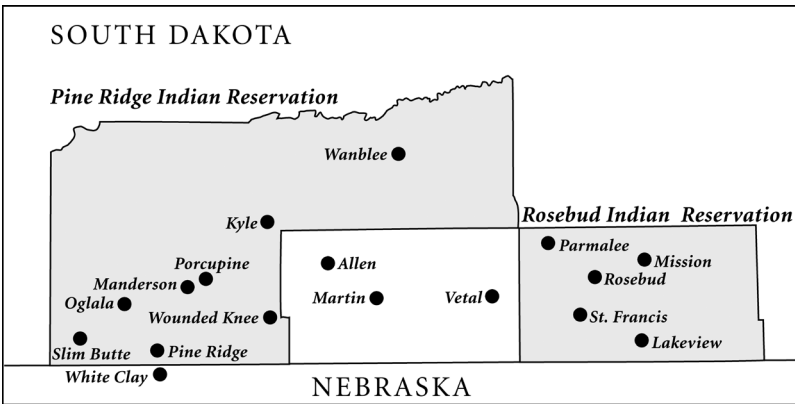 SOUTH DAKOTA
Pine Ridge Indian Reservation
Wanblee
Kyle
Rosebud Indian Reservation
Parmalee
Porcupine
Allen
Mission
Manderson
Rosebud
Oglala
Martin
Vetal
Wounded Knee
St. Francis
Slim Butte
Pine Ridge
Lakeview
White Clay
NEBRASKA